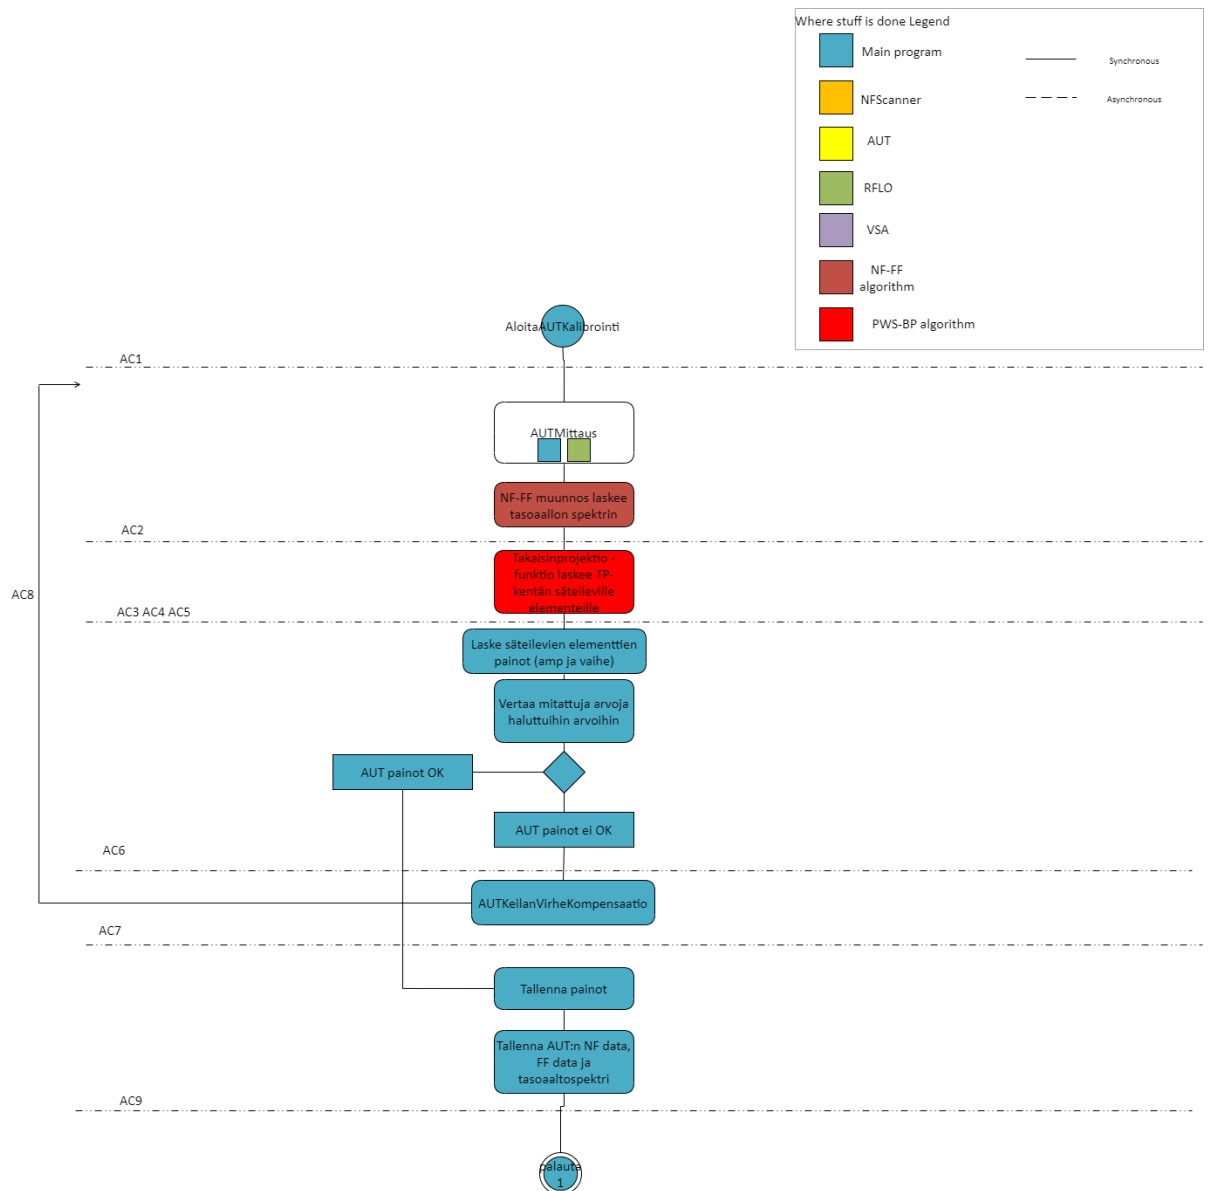 Where stuff is done Legend
Main program
Synchronous
NFScanner
Asynchronous
AUT
RFLO
VSA
NF-FF
algorithm
PWS-BP algorithm
AloitaAUTKalibrointi
AC1
AUTMittaus
NF-FF muunnos laskee
tasoaallon spektrin
AC2
Takaisinprojektio -
funktio laskee TP-
kentän säteileville
elementeille
AC8
AC3 AC4 AC5
Laske säteilevien elementtien
painot (amp ja vaihe)
Vertaa mitattuja arvoja
haluttuihin arvoihin
AUT painot OK
AUT painot ei OK
AC6
AUTKeilanVirheKompensaatio
AC7
Tallenna painot
Tallenna AUT:n NF data,
FF data ja
tasoaaltospektri
AC9
palauta
1